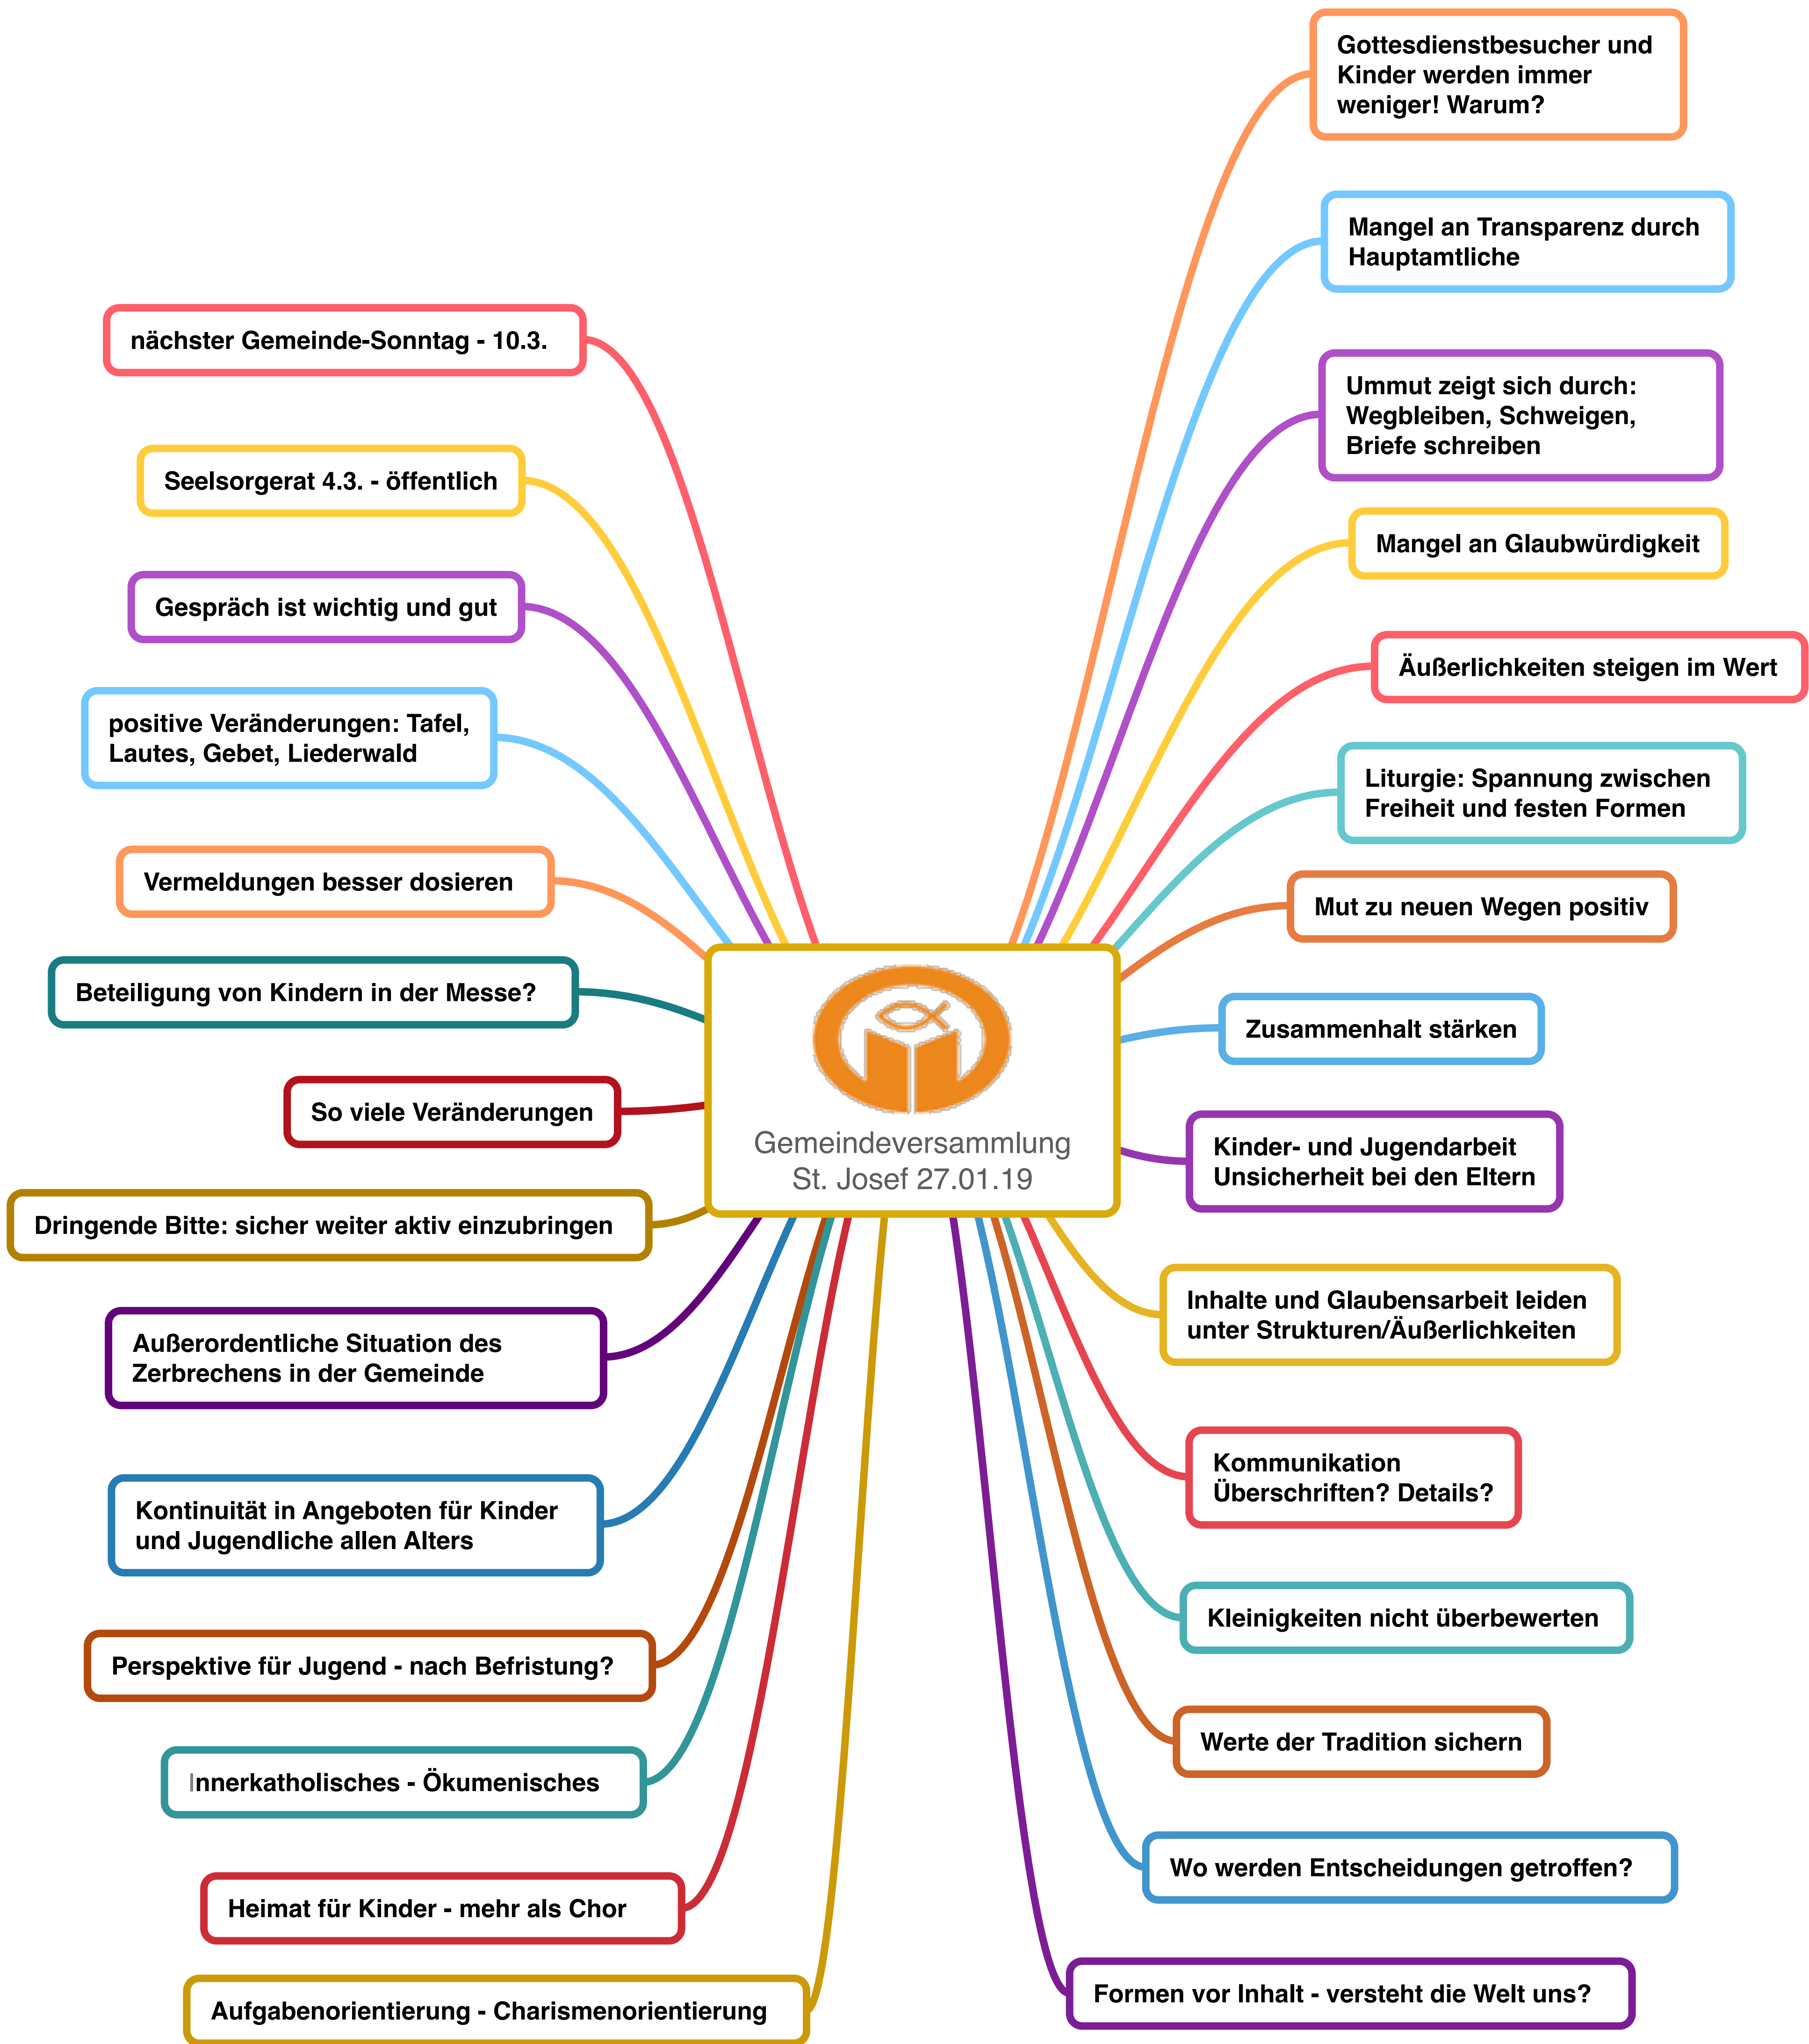 Gottesdienstbesucher und
Kinder werden immer
weniger! Warum?
Mangel an Transparenz durch
Hauptamtliche
Ummut zeigt sich durch:
Wegbleiben, Schweigen,
Briefe schreiben
Mangel an Glaubwürdigkeit
Äußerlichkeiten steigen im Wert
Liturgie: Spannung zwischen
Freiheit und festen Formen
Mut zu neuen Wegen positiv
Zusammenhalt stärken
Kinder- und Jugendarbeit
Unsicherheit bei den Eltern
Inhalte und Glaubensarbeit leiden
unter Strukturen/Äußerlichkeiten
Kommunikation
Überschriften? Details?
Kleinigkeiten nicht überbewerten
Werte der Tradition sichern
Wo werden Entscheidungen getroffen?
Formen vor Inhalt - versteht die Welt uns?
nächster Gemeinde-Sonntag - 10.3.
Seelsorgerat 4.3. - öffentlich
Gespräch ist wichtig und gut
positive Veränderungen: Tafel,
Lautes, Gebet, Liederwald
Vermeldungen besser dosieren
Beteiligung von Kindern in der Messe?
So viele Veränderungen
Dringende Bitte: sicher weiter aktiv einzubringen
Außerordentliche Situation des
Zerbrechens in der Gemeinde
Kontinuität in Angeboten für Kinder
und Jugendliche allen Alters
Perspektive für Jugend - nach Befristung?
Innerkatholisches - Ökumenisches
Heimat für Kinder - mehr als Chor
Aufgabenorientierung - Charismenorientierung
Gemeindeversammlung
St. Josef 27.01.19